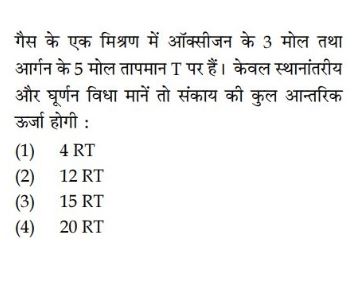 गैस के एक मिश्रण में ऑक्सीजन के 3 मोल तथा
आर्गन के 5 मोल तापमान T पर हैं। केवल स्थानांतरीय
और घूर्णन विधा मानें तो संकाय की कुल आन्तरिक
ऊर्जा होगी :
(1) 4 RT
(2) 12 RT
(3) 15 RT
(4) 20 RT